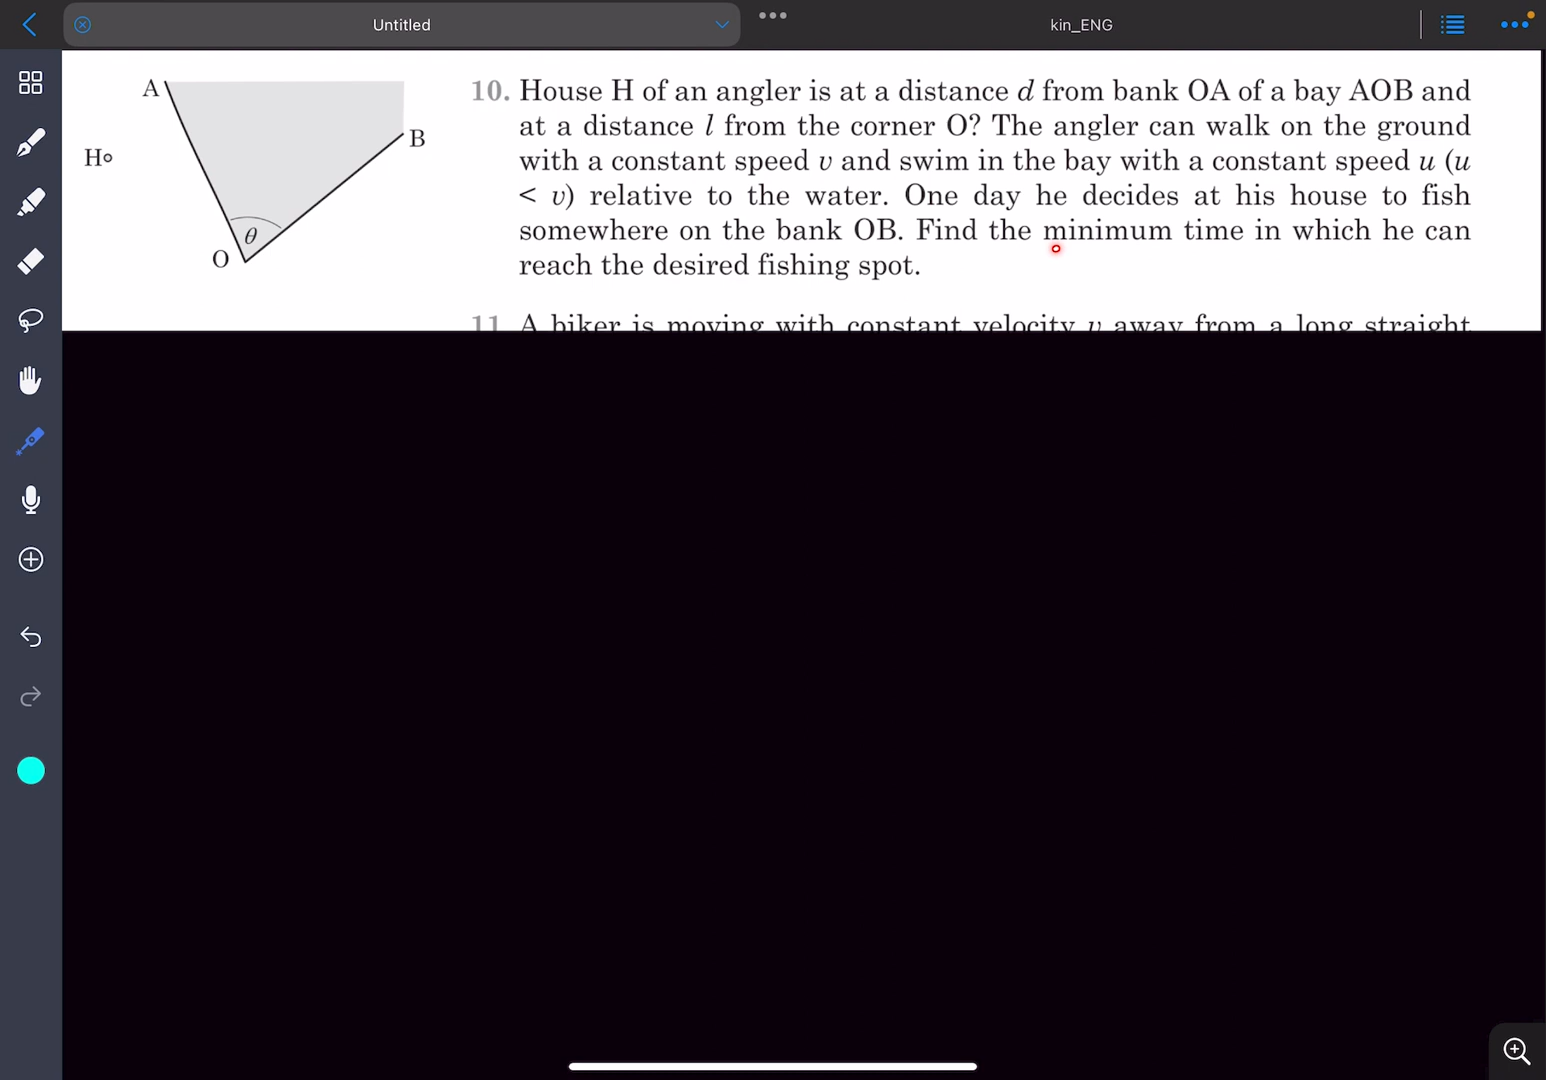 Untitled
kin_ENG
A
B
H
θ
O
10. House H of an angler is at a distance d from bank OA of a bay AOB and
at a distance l from the corner O? The angler can walk on the ground
with a constant speed v and swim in the bay with a constant speed u (u
< v) relative to the water. One day he decides at his house to fish
somewhere on the bank OB. Find the minimum time in which he can
reach the desired fishing spot.
11 A biker is moving with constant velocity v away from a long straight